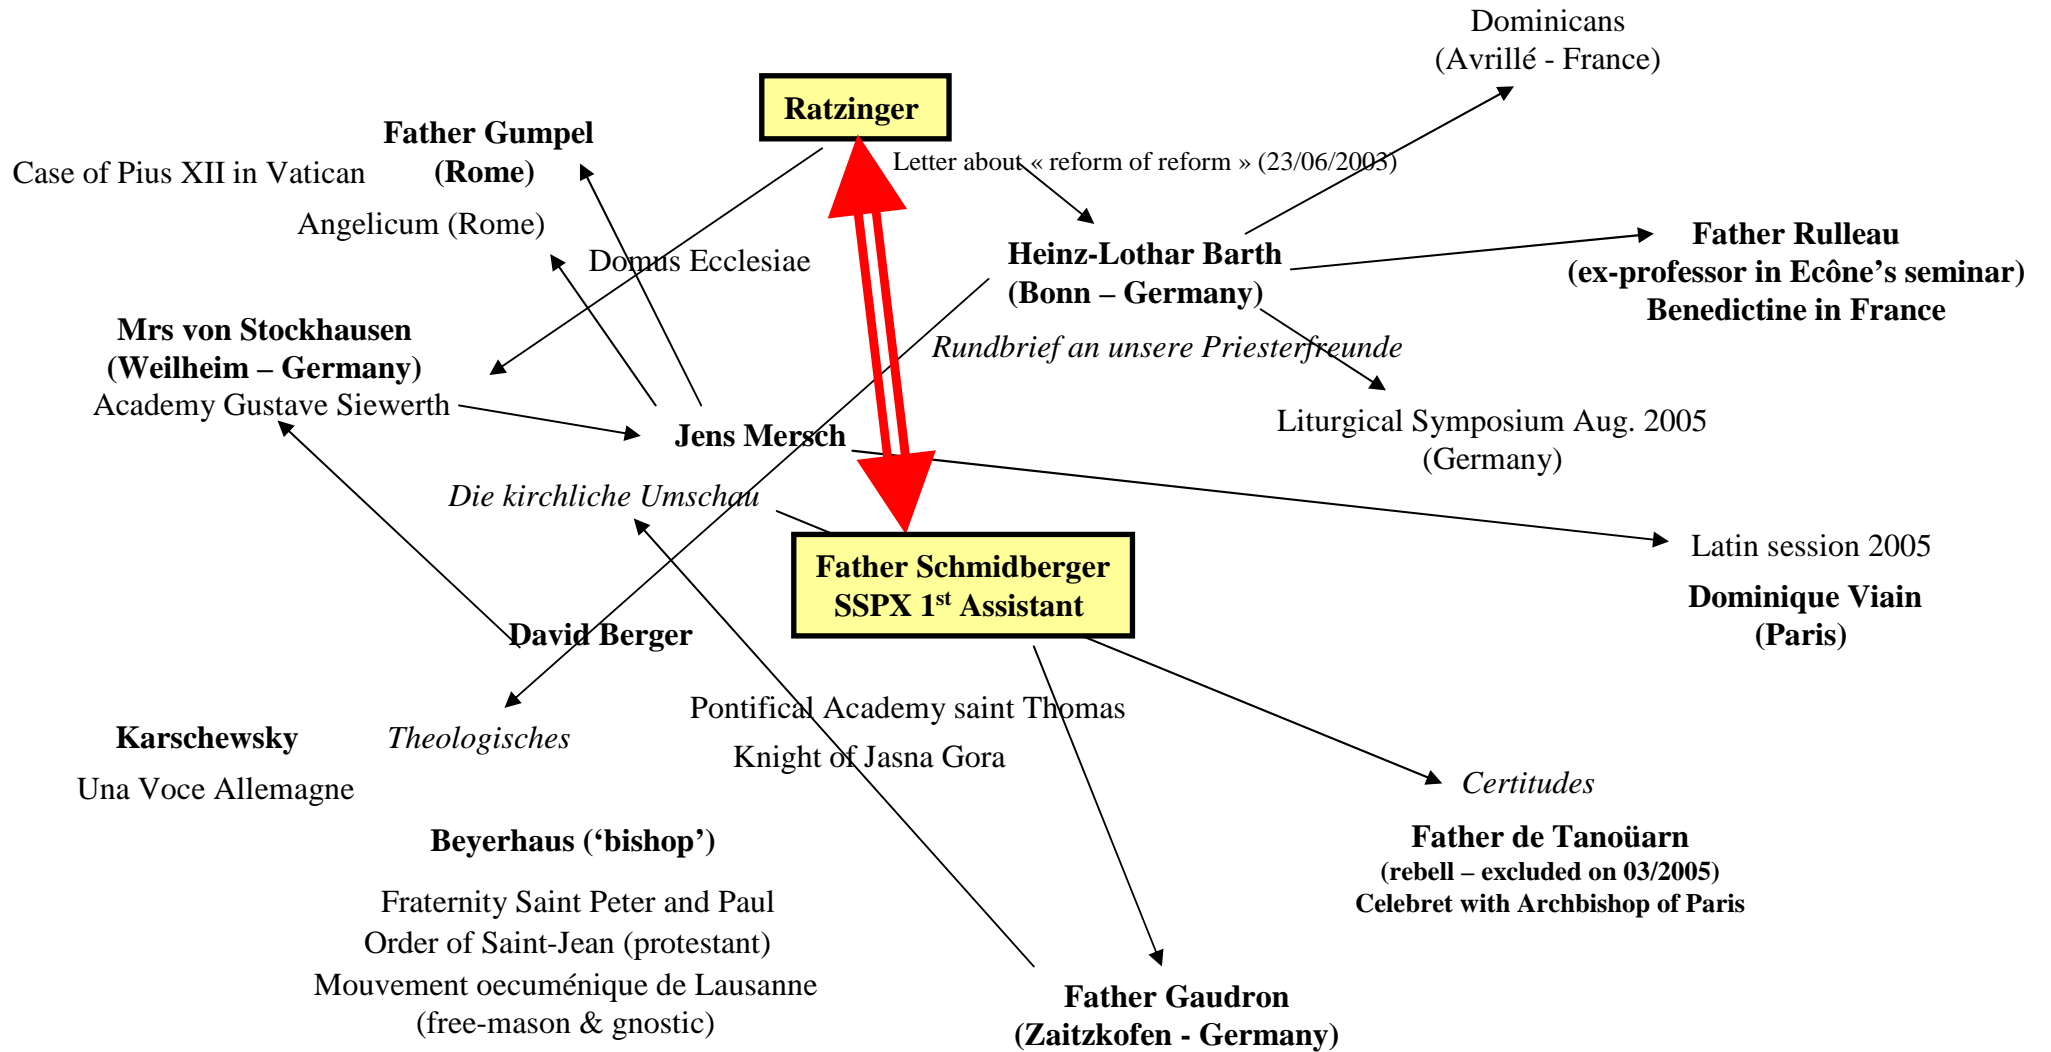 Dominicans
(Avrillé - France)
Ratzinger
Father Gumpel
(Rome)
Case of Pius XII in Vatican
Letter about « reform of reform » (23/06/2003)
Angelicum (Rome)
Domus Ecclesiae
Heinz-Lothar Barth
(Bonn – Germany)
Father Rulleau
(ex-professor in Ecône’s seminar)
Benedictine in France
Mrs von Stockhausen
(Weilheim – Germany)
Academy Gustave Siewerth
Rundbrief an unsere Priesterfreunde
Jens Mersch
Liturgical Symposium Aug. 2005
(Germany)
Die kirchliche Umschau
Father Schmidberger
SSPX 1st Assistant
Latin session 2005
Dominique Viain
(Paris)
David Berger
Pontifical Academy saint Thomas
Knight of Jasna Gora
Karschewsky
Theologisches
Una Voce Allemagne
Certitudes
Father de Tanoüarn
(rebell – excluded on 03/2005)
Celebret with Archbishop of Paris
Beyerhaus (‘bishop’)
Fraternity Saint Peter and Paul
Order of Saint-Jean (protestant)
Mouvement oecuménique de Lausanne
(free-mason & gnostic)
Father Gaudron
(Zaitzkofen - Germany)